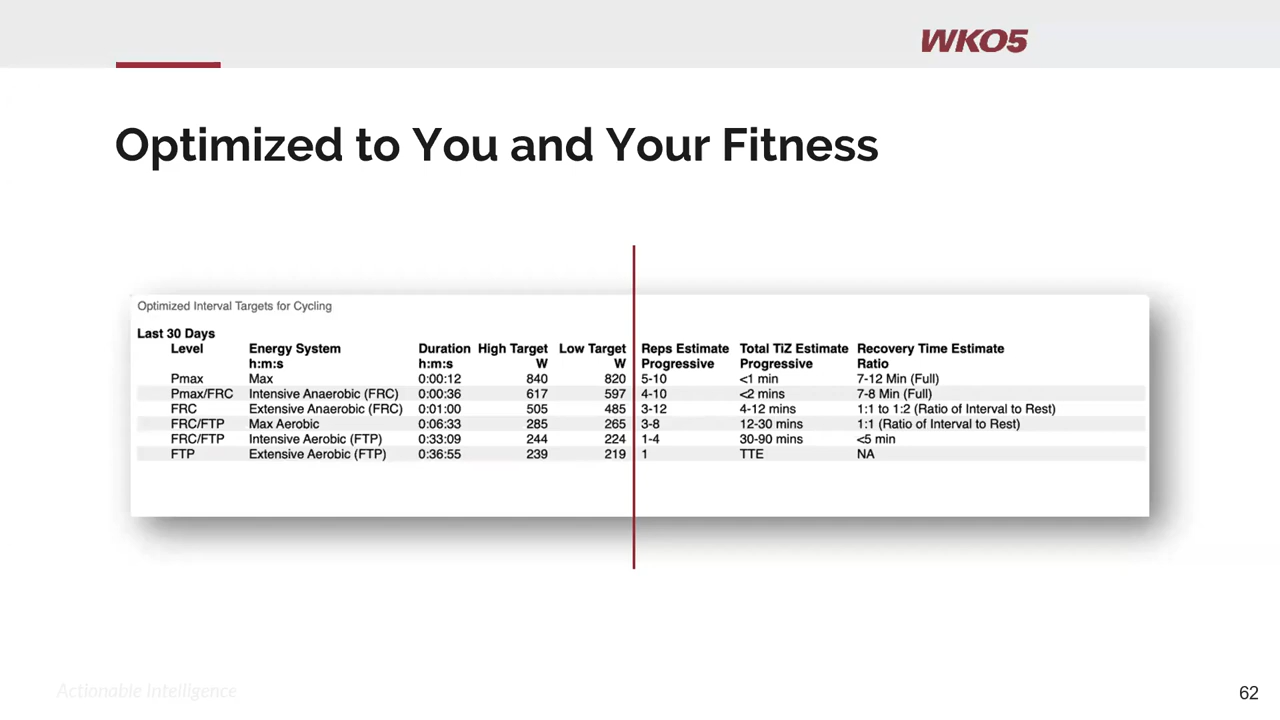 WKO5
Optimized to You and Your Fitness
Optimized Interval Targets for Cycling
Last 30 Days
Level Energy System Duration High Target Low Target Reps Estimate Total TiZ Estimate Recovery Time Estimate
h:m:s h:m:s W W Progressive Progressive Ratio
Pmax Max 0:00:12 840 820 5-10 <1 min 7-12 Min (Full)
Pmax/FRC Intensive Anaerobic (FRC) 0:00:36 617 597 4-10 <2 mins 7-8 Min (Full)
FRC Extensive Anaerobic (FRC) 0:01:00 505 485 3-12 4-12 mins 1:1 to 1:2 (Ratio of Interval to Rest)
FRC/FTP Max Aerobic 0:06:33 285 265 3-8 12-30 mins 1:1 (Ratio of Interval to Rest)
FRC/FTP Intensive Aerobic (FTP) 0:33:09 244 224 1-4 30-90 mins <5 min
FTP Extensive Aerobic (FTP) 0:36:55 239 219 1 TTE NA
Actionable Intelligence
62